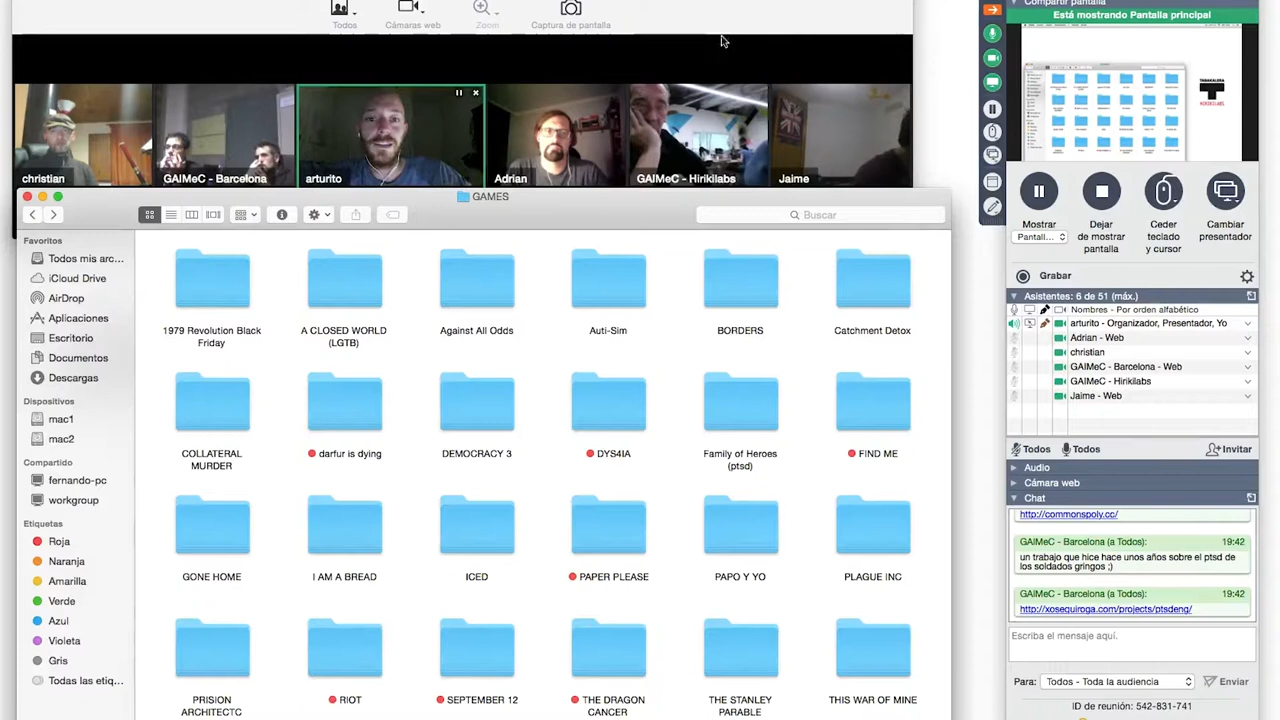 Compartir pantalla
Está mostrando Pantalla principal
Todos
Cámaras web
Zoom
Captura de pantalla
TABAKALERA
HIRIKILABS
christian
GAIMeC - Barcelona
arturito
Adrian
GAIMeC - Hirikilabs
Jaime
GAMES
Buscar
Favoritos
Todos mis arc...
iCloud Drive
AirDrop
Aplicaciones
Escritorio
Documentos
Descargas
Dispositivos
mac1
mac2
Compartido
fernando-pc
workgroup
Etiquetas
Roja
Naranja
Amarilla
Verde
Azul
Violeta
Gris
Todas las etiq...
1979 Revolution Black
Friday
A CLOSED WORLD
(LGTB)
Against All Odds
Auti-Sim
BORDERS
Catchment Detox
COLLATERAL
MURDER
darfur is dying
DEMOCRACY 3
DYS4IA
Family of Heroes
(ptsd)
FIND ME
GONE HOME
I AM A BREAD
ICED
PAPER PLEASE
PAPO Y YO
PLAGUE INC
PRISION
ARCHITECTC
RIOT
SEPTEMBER 12
THE DRAGON
CANCER
THE STANLEY
PARABLE
THIS WAR OF MINE
Mostrar
Pantall...
Dejar
de mostrar
pantalla
Ceder
teclado
y cursor
Cambiar
presentador
Grabar
Asistentes: 6 de 51 (máx.)
Nombres - Por orden alfabético
arturito - Organizador, Presentador, Yo
Adrian - Web
christian
GAIMeC - Barcelona - Web
GAIMeC - Hirikilabs
Jaime - Web
Todos
Todos
Invitar
Audio
Cámara web
Chat
http://commonspoly.cc/
GAIMeC - Barcelona (a Todos): 19:42
un trabajo que hice hace unos años sobre el ptsd de
los soldados gringos ;)
GAIMeC - Barcelona (a Todos): 19:42
http://xosequiroga.com/projects/ptsdeng/
Escriba el mensaje aquí.
Para: Todos - Toda la audiencia
Enviar
ID de reunión: 542-831-741